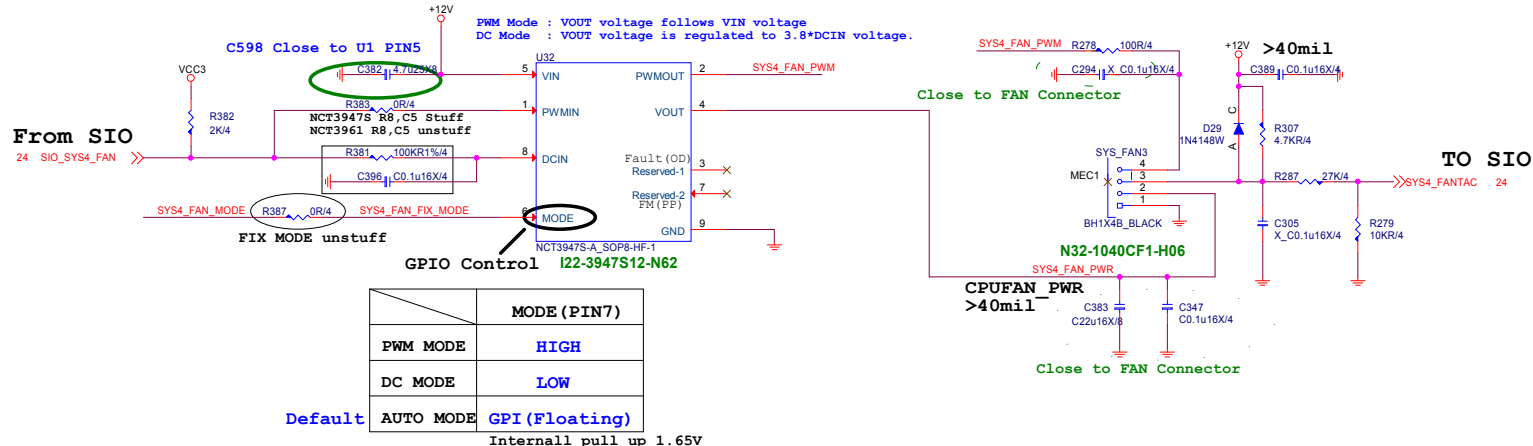 +12V
PWM Mode : VOUT voltage follows VIN voltage
DC Mode : VOUT voltage is regulated to 3.8*DCIN voltage.
C598 Close to U1 PIN5
VCC3
C382 4.7u25X8
U32
5 VIN
PWMOUT 2 SYS4_FAN_PWM
R382
2K/4
R383 0R/4
1 PWMIN
VOUT 4
NCT3947S R8,C5 Stuff
NCT3961 R8,C5 unstuff
From SIO
24 SIO_SYS4_FAN
R381 100KR1%/4
8 DCIN
C396 C0.1u16X/4
Fault(OD)
Reserved-1 3
Reserved-2 7
FM(PP)
SYS4_FAN_MODE R387 0R/4 SYS4_FAN_FIX_MODE 6 MODE
FIX MODE unstuff
GND 9
NCT3947S-A_SOP8-HF-1
GPIO Control
I22-3947S12-N62
SYS4_FAN_PWM R278 100R/4
C294 X_C0.1u16X/4
Close to FAN Connector
+12V >40mil
C389 C0.1u16X/4
C
D29
1N4148W
A
R307
4.7KR/4
SYS_FAN3
MEC1
4
3
2
1
BH1X4B_BLACK
N32-1040CF1-H06
R287 27K/4
TO SIO
SYS4_FANTAC 24
C305
X_C0.1u16X/4
R279
10KR/4
SYS4_FAN_PWR
CPUFAN_PWR
>40mil
C383
C22u16X/8
C347
C0.1u16X/4
Close to FAN Connector
MODE(PIN7)
PWM MODE HIGH
DC MODE LOW
Default AUTO MODE GPI(Floating)
Internall pull up 1.65V